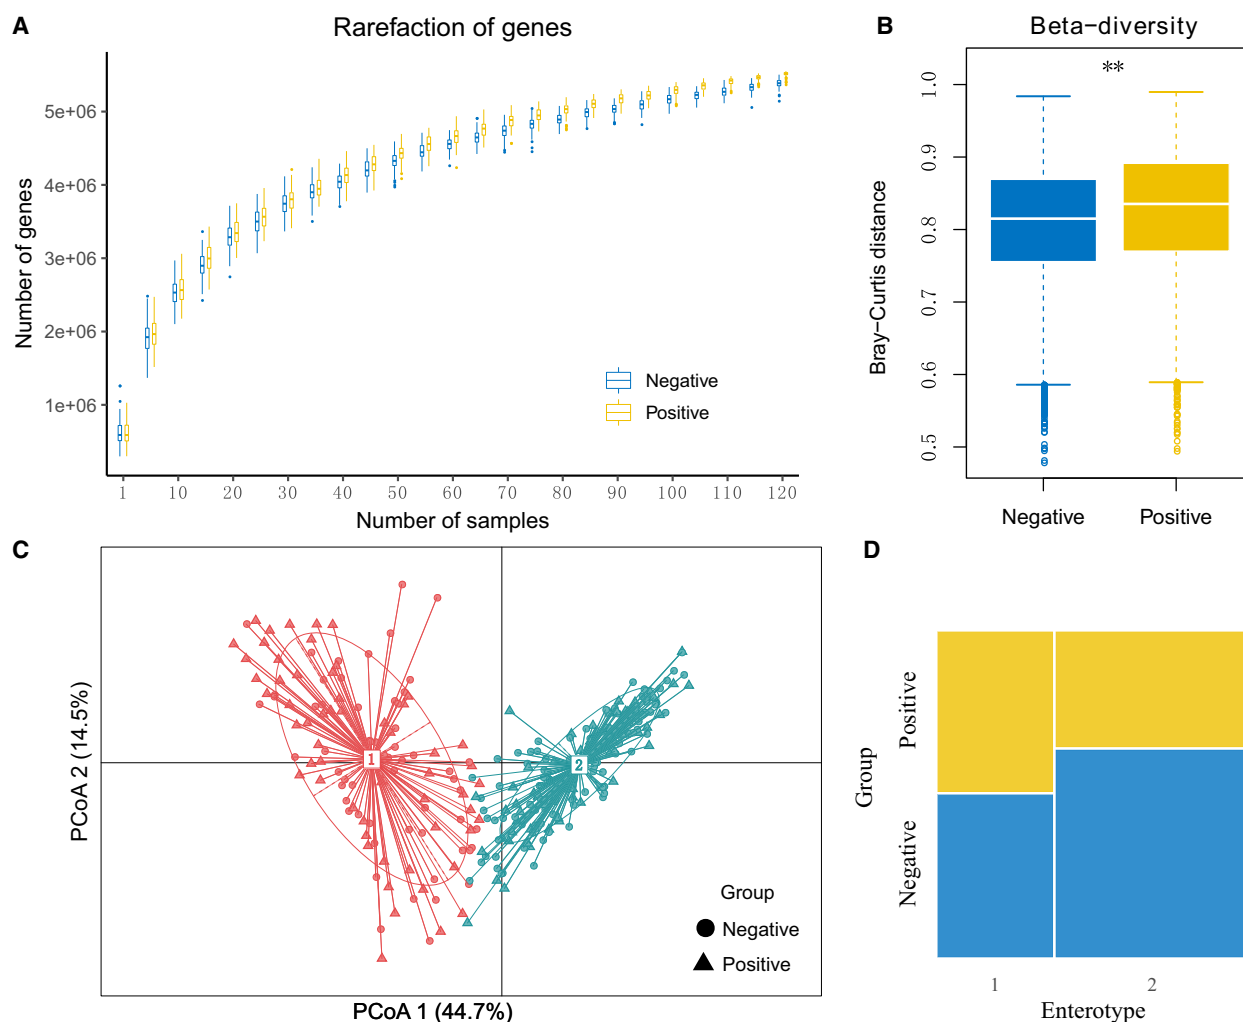 A
Rarefaction of genes
Number of genes
5e+06
4e+06
3e+06
2e+06
1e+06
Negative
Positive
1 10 20 30 40 50 60 70 80 90 100 110 120
Number of samples
B
Beta−diversity
**
Bray−Curtis distance
1.0
0.9
0.8
0.7
0.6
0.5
Negative Positive
C
PCoA 2 (14.5%)
1
2
Group
Negative
Positive
PCoA 1 (44.7%)
D
Group
Positive
Negative
1 2
Enterotype